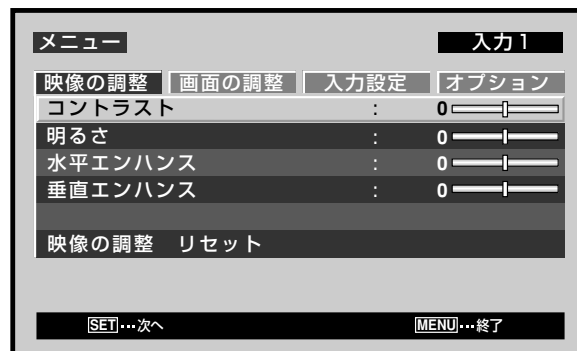 メニュー 入力1
映像の調整 画面の調整 入力設定 オプション
コントラスト : 0
明るさ : 0
水平エンハンス : 0
垂直エンハンス : 0
映像の調整 リセット
SET…次へ MENU…終了